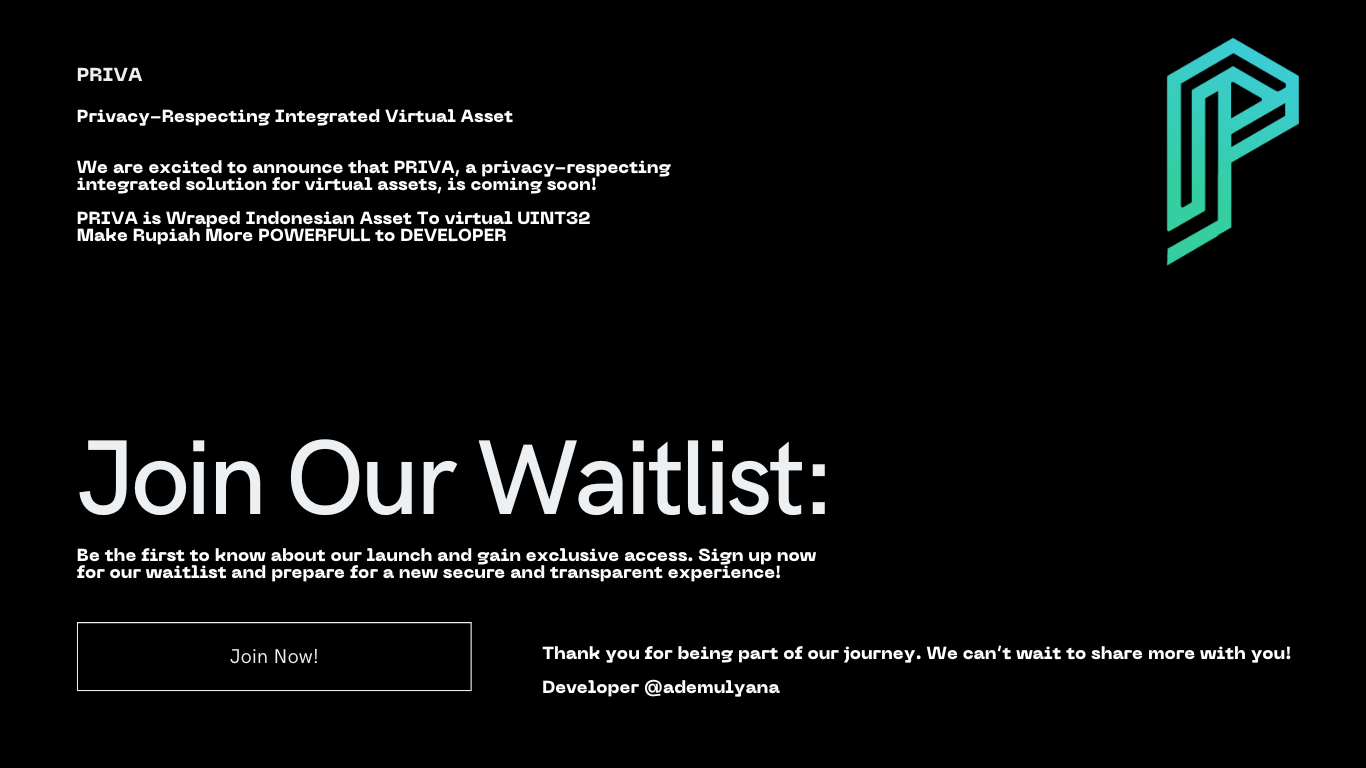 PRIVA
Privacy-Respecting Integrated Virtual Asset
We are excited to announce that PRIVA, a privacy-respecting
integrated solution for virtual assets, is coming soon!
PRIVA is Wraped Indonesian Asset To virtual UINT32
Make Rupiah More POWERFULL to DEVELOPER
Join Our Waitlist:
Be the first to know about our launch and gain exclusive access. Sign up now
for our waitlist and prepare for a new secure and transparent experience!
Join Now!
Thank you for being part of our journey. We can't wait to share more with you!
Developer @ademulyana